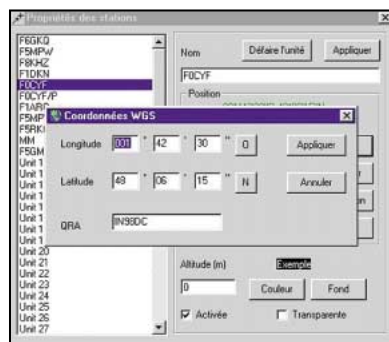 Propriétés des stations
F6GKQ
F5MPW
F8KHZ
F1DKN
F0CYF
F0CYF/P
F1ARC
F5MP
F5RKC
MM
F5GM
Unit 1
Unit 1
Unit 1
Unit 1
Unit 1
Unit 1
Unit 1
Unit 1
Unit 20
Unit 21
Unit 22
Unit 23
Unit 24
Unit 25
Unit 26
Unit 27
Nom
Défaire l'unité
Appliquer
F0CYF
Position
Coordonnées WGS
Longitude 001 ° 42 ' 30 " O Appliquer
Latitude 48 ° 06 ' 15 " N Annuler
QRA IN98DC
Altitude (m) Exemple
0 Couleur Fond
Activée Transparente